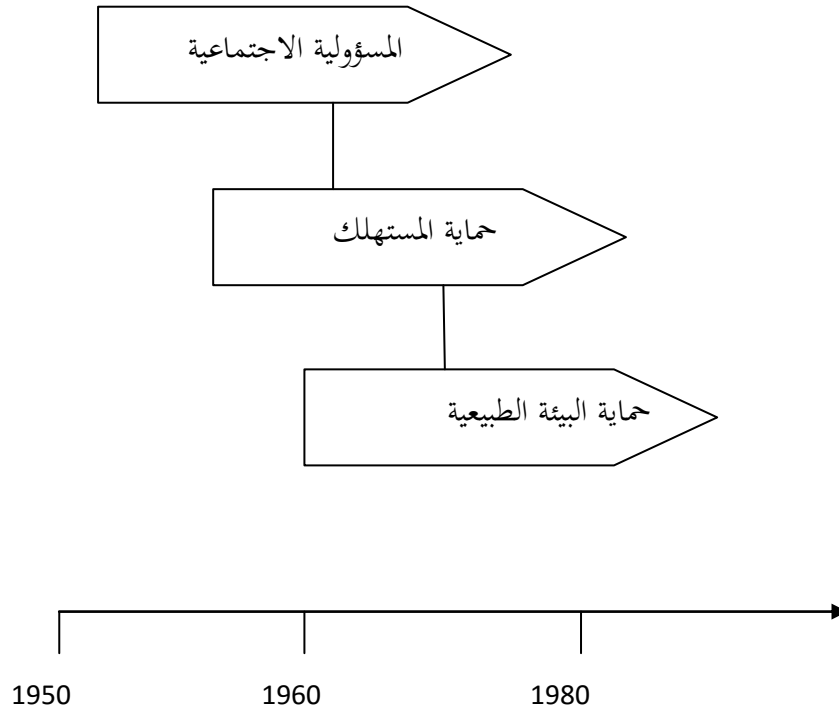 المسؤولية الاجتماعية
حماية المستهلك
حماية البيئة الطبيعية
1950 1960 1980